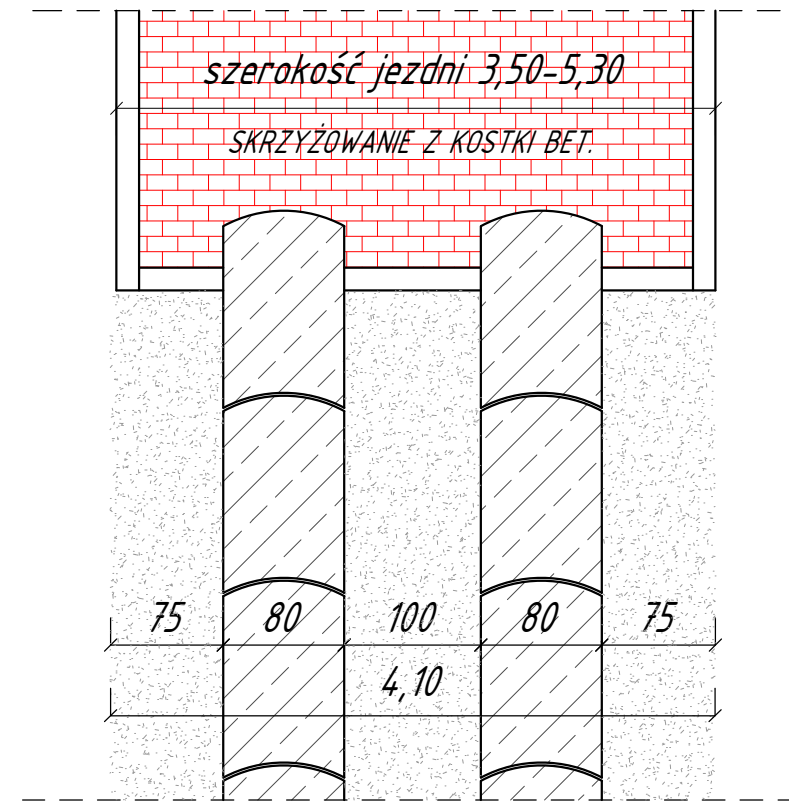 szerokość jezdni 3,50-5,30
SKRZYŻOWANIE Z KOSTKI BET.
75 80 100 80 75
4,10